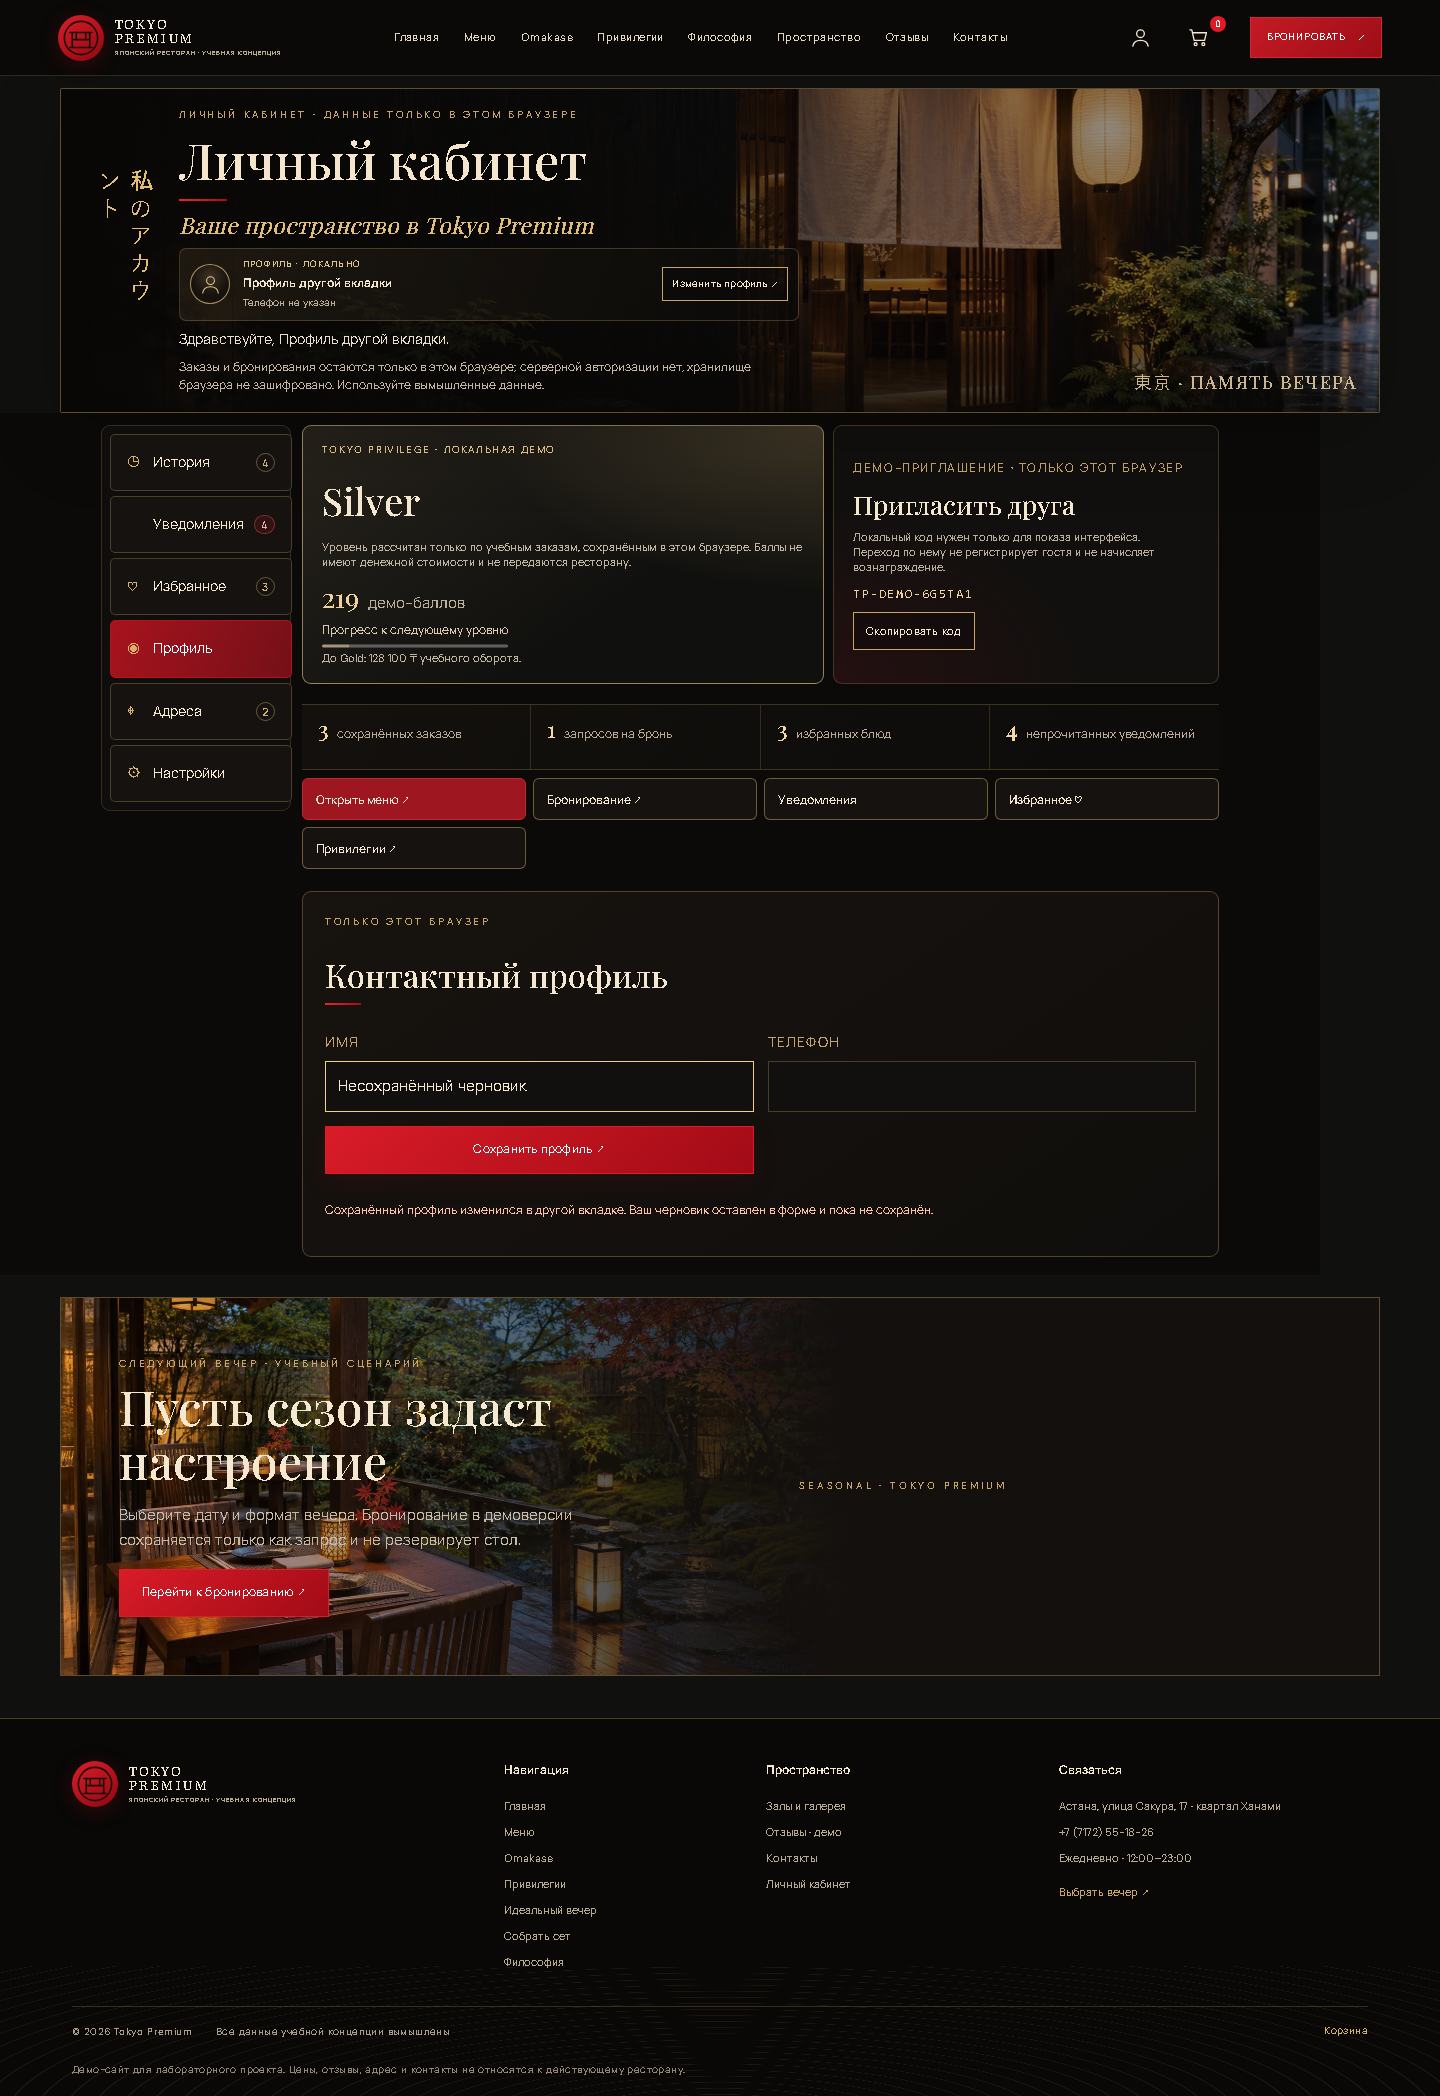 TOKYO
PREMIUM
ЯПОНСКИЙ РЕСТОРАН · УЧЕБНАЯ КОНЦЕПЦИЯ
Главная
Меню
Omakase
Привилегии
Философия
Пространство
Отзывы
Контакты
0
БРОНИРОВАТЬ ↗
ЛИЧНЫЙ КАБИНЕТ · ДАННЫЕ ТОЛЬКО В ЭТОМ БРАУЗЕРЕ
私のアカウント
Личный кабинет
Ваше пространство в Tokyo Premium
ПРОФИЛЬ · ЛОКАЛЬНО
Профиль другой вкладки
Телефон не указан
Изменить профиль ↗
Здравствуйте, Профиль другой вкладки.
Заказы и бронирования остаются только в этом браузере; серверной авторизации нет, хранилище
браузера не зашифровано. Используйте вымышленные данные.
東京 · ПАМЯТЬ ВЕЧЕРА
История 4
Уведомления 4
Избранное 3
Профиль
Адреса 2
Настройки
TOKYO PRIVILEGE · ЛОКАЛЬНАЯ ДЕМО
Silver
Уровень рассчитан только по учебным заказам, сохранённым в этом браузере. Баллы не
имеют денежной стоимости и не передаются ресторану.
219 демо-баллов
Прогресс к следующему уровню
До Gold: 128 100 ₸ учебного оборота.
ДЕМО-ПРИГЛАШЕНИЕ · ТОЛЬКО ЭТОТ БРАУЗЕР
Пригласить друга
Локальный код нужен только для показа интерфейса.
Переход по нему не регистрирует гостя и не начисляет
вознаграждение.
TP-DEMO-6G5TA1
Скопировать код
3 сохранённых заказов
1 запросов на бронь
3 избранных блюд
4 непрочитанных уведомлений
Открыть меню ↗
Бронирование ↗
Уведомления
Избранное ♡
Привилегии ↗
ТОЛЬКО ЭТОТ БРАУЗЕР
Контактный профиль
ИМЯ
ТЕЛЕФОН
Несохранённый черновик
Сохранить профиль ↗
Сохранённый профиль изменился в другой вкладке. Ваш черновик оставлен в форме и пока не сохранён.
СЛЕДУЮЩИЙ ВЕЧЕР · УЧЕБНЫЙ СЦЕНАРИЙ
Пусть сезон задаст
настроение
Выберите дату и формат вечера. Бронирование в демоверсии
сохраняется только как запрос и не резервирует стол.
Перейти к бронированию ↗
SEASONAL · TOKYO PREMIUM
TOKYO
PREMIUM
ЯПОНСКИЙ РЕСТОРАН · УЧЕБНАЯ КОНЦЕПЦИЯ
Навигация
Главная
Меню
Omakase
Привилегии
Идеальный вечер
Собрать сет
Философия
Пространство
Залы и галерея
Отзывы · демо
Контакты
Личный кабинет
Связаться
Астана, улица Сакура, 17 · квартал Ханами
+7 (7172) 55-18-26
Ежедневно · 12:00–23:00
Выбрать вечер ↗
© 2026 Tokyo Premium
Все данные учебной концепции вымышлены
Корзина
Демо-сайт для лабораторного проекта. Цены, отзывы, адрес и контакты не относятся к действующему ресторану.